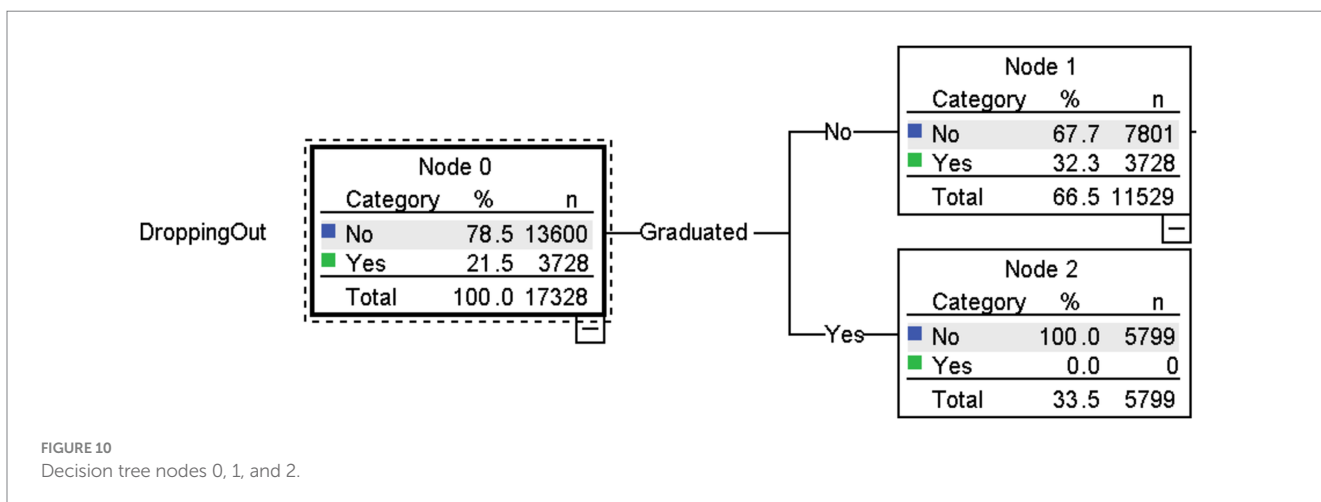 DroppingOut
Node 0
Category % n
No 78.5 13600
Yes 21.5 3728
Total 100.0 17328
Graduated
No
Node 1
Category % n
No 67.7 7801
Yes 32.3 3728
Total 66.5 11529
Yes
Node 2
Category % n
No 100.0 5799
Yes 0.0 0
Total 33.5 5799
FIGURE 10
Decision tree nodes 0, 1, and 2.